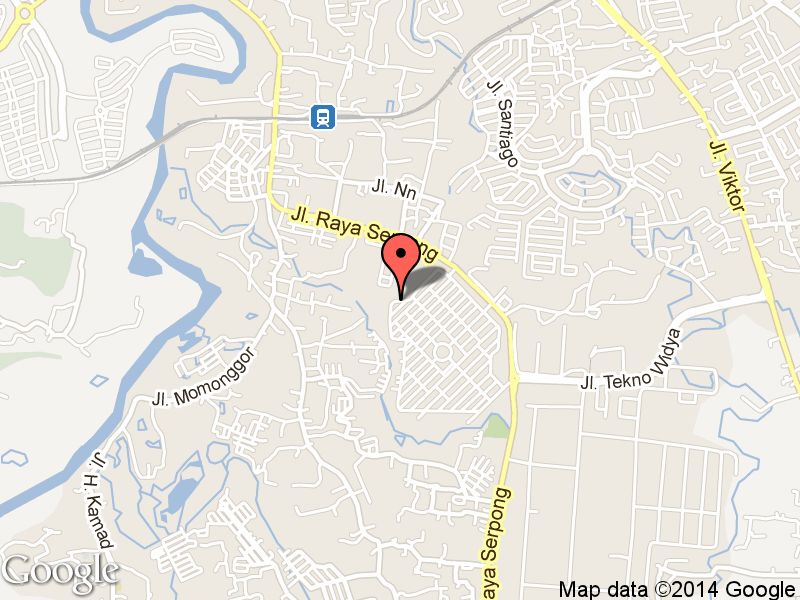 Jl. Santiago
Jl. Viktor
Jl. Nn
Jl. Raya Serpong
Jl. Tekno Widya
Jl. Momonggor
Jl. H. Kamad
aya Serpong
Google
Map data ©2014 Google